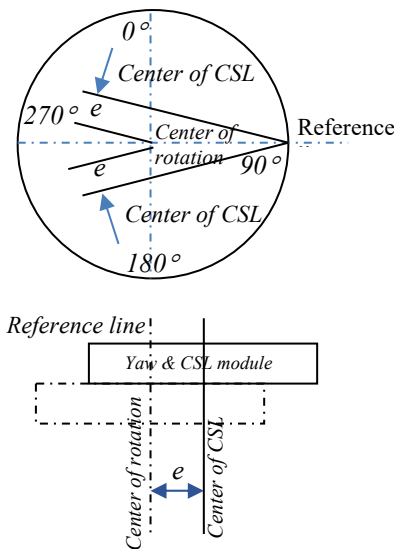 0°
Center of CSL
e
270°
Center of
rotation
Reference
90°
e
Center of CSL
180°
Reference line
Yaw & CSL module
Center of rotation
Center of CSL
e